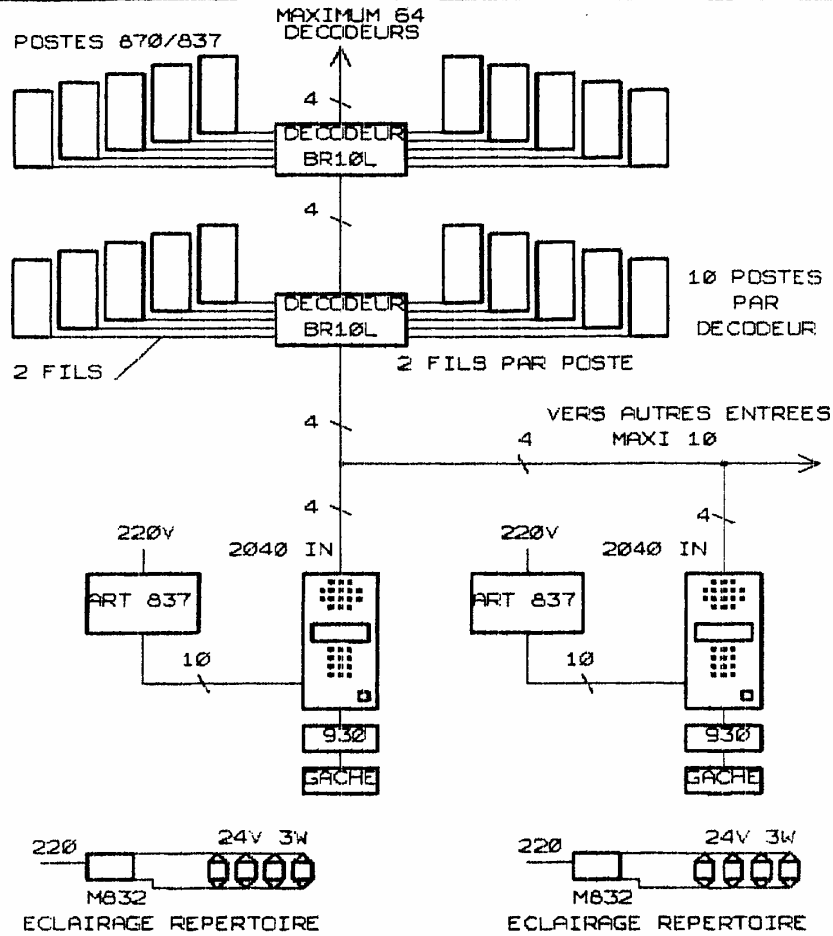 MAXIMUM 64
DECODEURS
POSTES 870/837
4
DECODEUR
BR10L
4
DECODEUR
BR10L
10 POSTES
PAR
DECODEUR
2 FILS
2 FILS PAR POSTE
4
VERS AUTRES ENTREES
MAXI 10
4
4
4
220V
2040 IN
220V
2040 IN
ART 837
ART 837
10
10
930
930
GACHE
GACHE
220
24V 3W
220
24V 3W
M832
M832
ECLAIRAGE REPERTOIRE
ECLAIRAGE REPERTOIRE